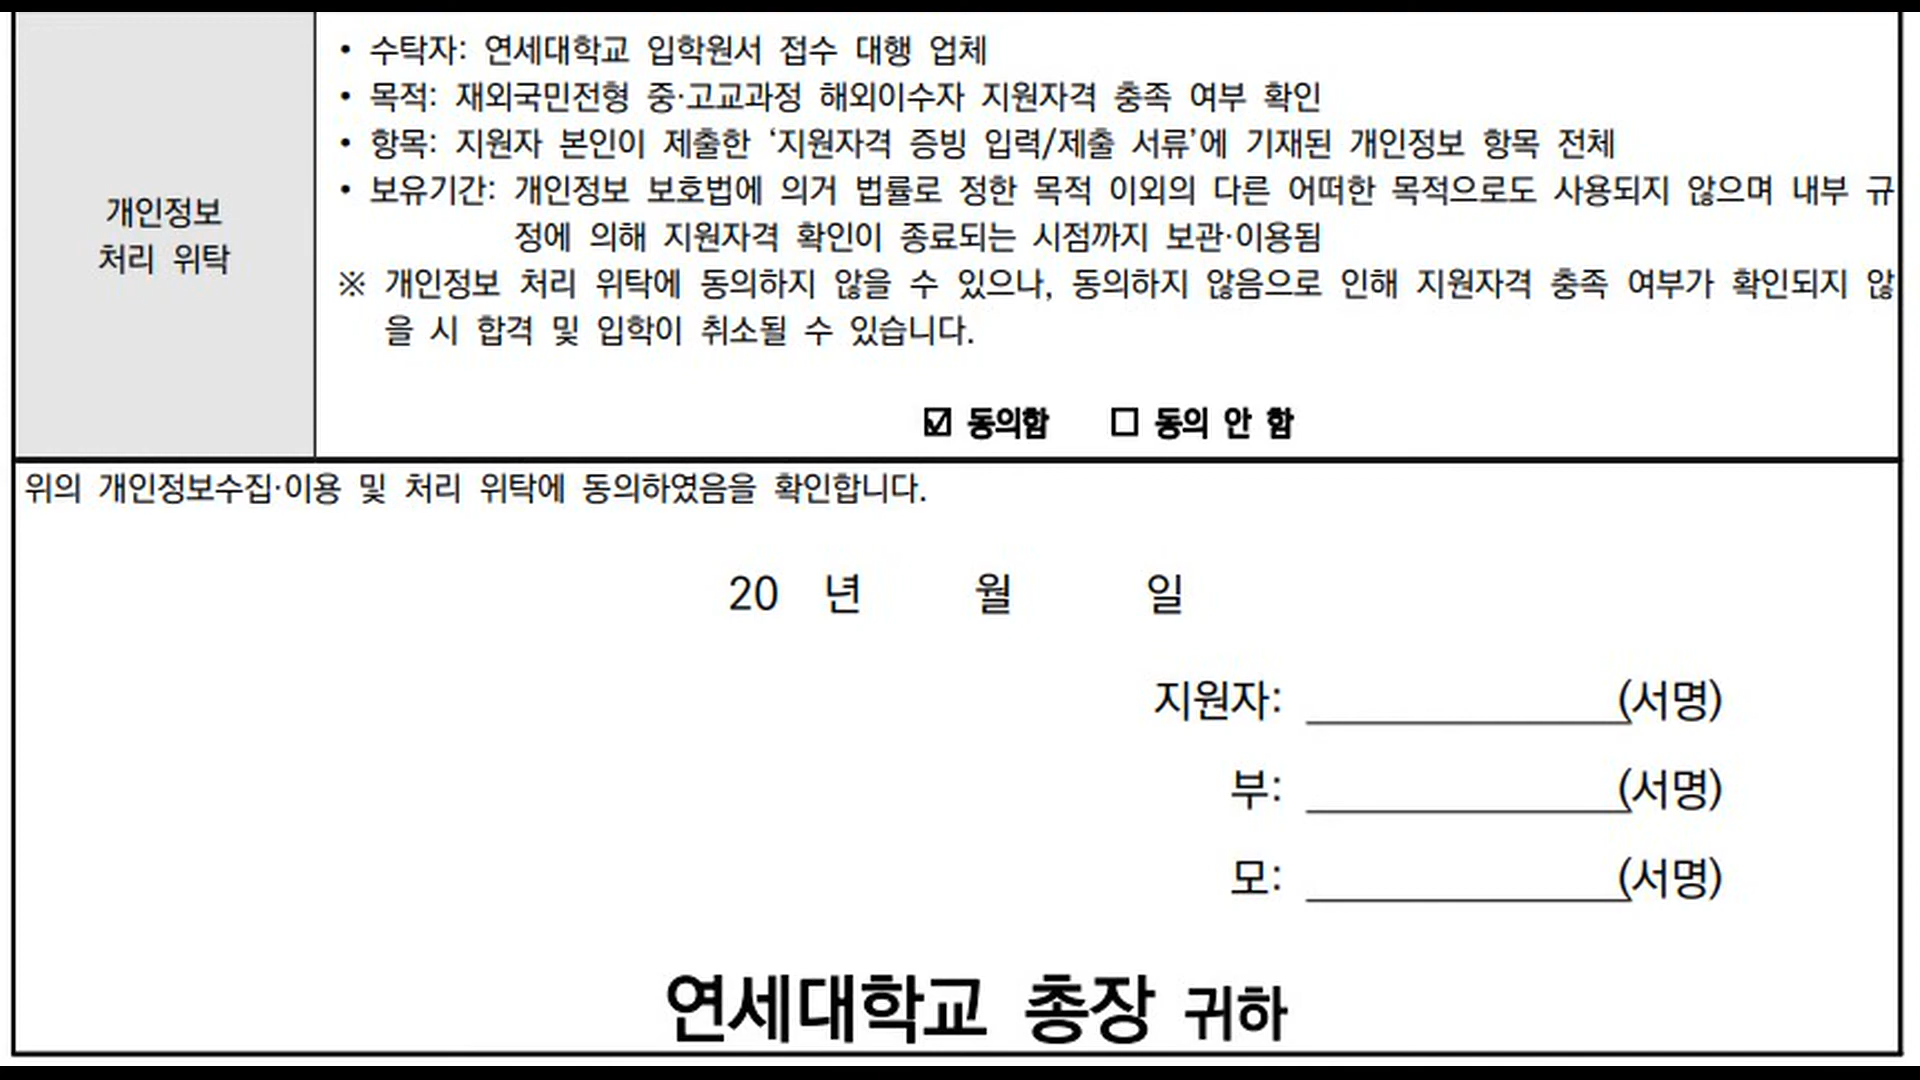 • 수탁자: 연세대학교 입학원서 접수 대행 업체
• 목적: 재외국민전형 중·고교과정 해외이수자 지원자격 충족 여부 확인
• 항목: 지원자 본인이 제출한 ‘지원자격 증빙 입력/제출 서류’에 기재된 개인정보 항목 전체
• 보유기간: 개인정보 보호법에 의거 법률로 정한 목적 이외의 다른 어떠한 목적으로도 사용되지 않으며 내부 규
정에 의해 지원자격 확인이 종료되는 시점까지 보관·이용됨
개인정보
처리 위탁
※ 개인정보 처리 위탁에 동의하지 않을 수 있으나, 동의하지 않음으로 인해 지원자격 충족 여부가 확인되지 않
을 시 합격 및 입학이 취소될 수 있습니다.
☑ 동의함 ☐ 동의 안 함
위의 개인정보수집·이용 및 처리 위탁에 동의하였음을 확인합니다.
20 년 월 일
지원자: (서명)
부: (서명)
모: (서명)
연세대학교 총장 귀하